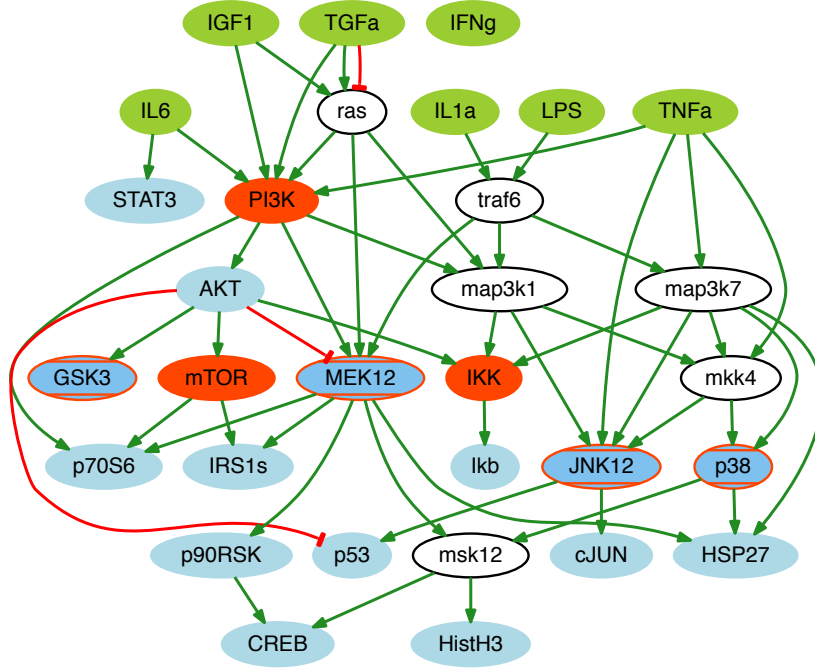 IGF1 TGFa IFNg
ras
IL6 IL1a LPS TNFa
STAT3 PI3K traf6
AKT map3k1 map3k7
GSK3 mTOR MEK12 IKK mkk4
p70S6 IRS1s Ikb JNK12 p38
p90RSK p53 msk12 cJUN HSP27
CREB HistH3